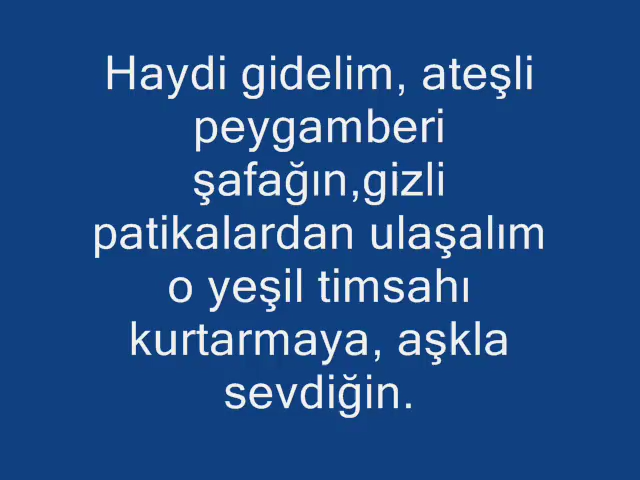 Haydi gidelim, ateşli
peygamberi
şafağın,gizli
patikalardan ulaşalım
o yeşil timsahı
kurtarmaya, aşkla
sevdiğin.